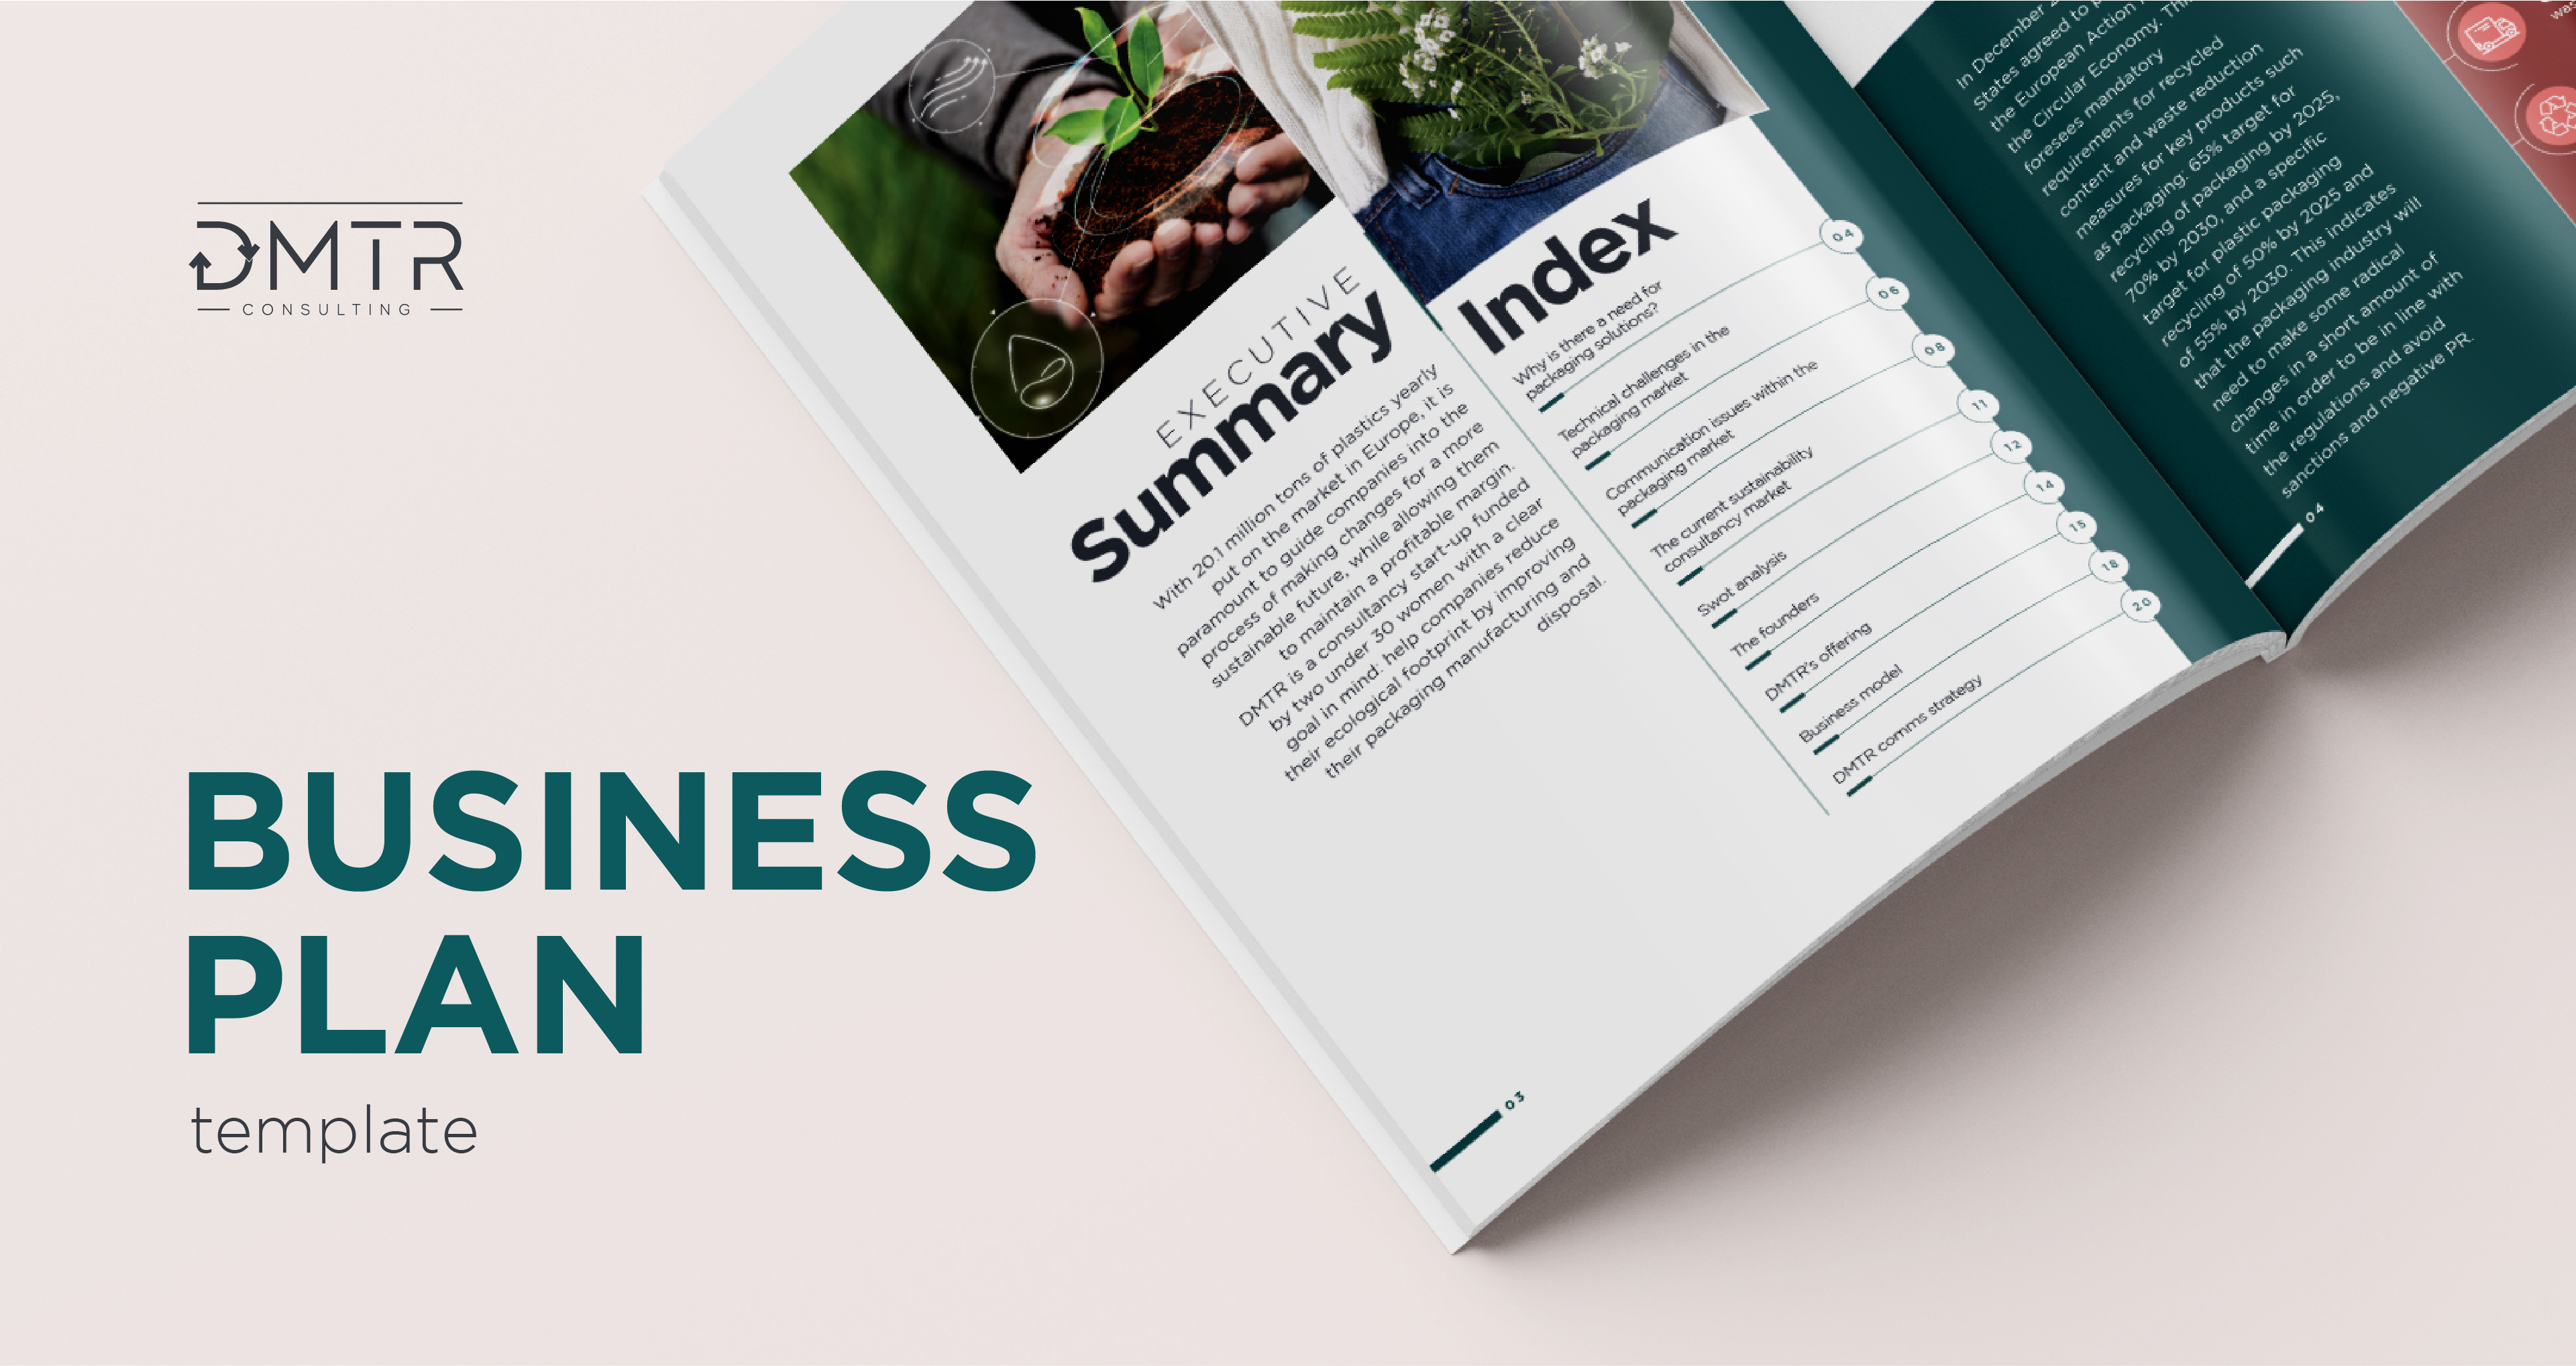 DMTR
CONSULTING
BUSINESS
PLAN
template
EXECUTIVE
Summary
With 20.1 million tons of plastics yearly
put on the market in Europe, it is
paramount to guide companies into the
process of making changes for a more
sustainable future, while allowing them
to maintain a profitable margin.
DMTR is a consultancy start-up funded
by two under 30 women with a clear
goal in mind: help companies reduce
their ecological footprint by improving
their packaging manufacturing and
disposal.
03
Index
Why is there a need for
packaging solutions?
04
Technical challenges in the
packaging market
06
Communication issues within the
packaging market
08
The current sustainability
consultancy market
11
Swot analysis
12
The founders
14
DMTR's offering
15
Business model
18
DMTR comms strategy
20
In December
States agreed to
the European Action
the Circular Economy.
foresees mandatory
requirements for recycled
content and waste reduction
measures for key products such
as packaging: 65% target for
recycling of packaging by 2025,
70% by 2030, and a specific
target for plastic packaging
recycling of 50% by 2025 and
of 55% by 2030. This indicates
that the packaging industry will
need to make some radical
changes in a short amount of
time in order to be in line with
the regulations and avoid
sanctions and negative PR.
04